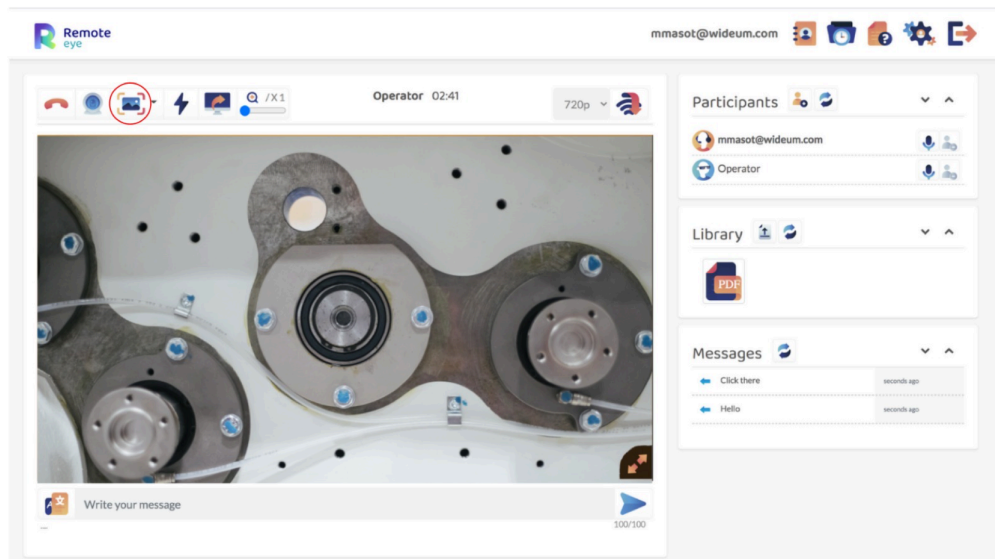 Remote
eye
mmasot@wideum.com
/X1
Operator 02:41
720p
Participants
mmasot@wideum.com
Operator
Library
PDF
Messages
Click there
seconds ago
Hello
seconds ago
A 文
Write your message
100/100